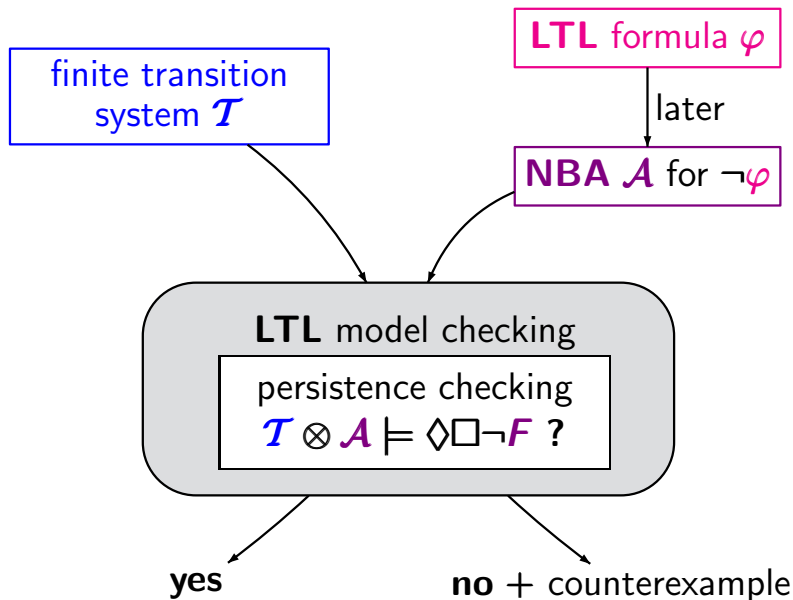 LTL formula φ
finite transition
system 𝒯
later
NBA 𝒜 for ¬φ
LTL model checking
persistence checking
𝒯 ⊗ 𝒜 ⊨ ◊□¬F ?
yes
no + counterexample